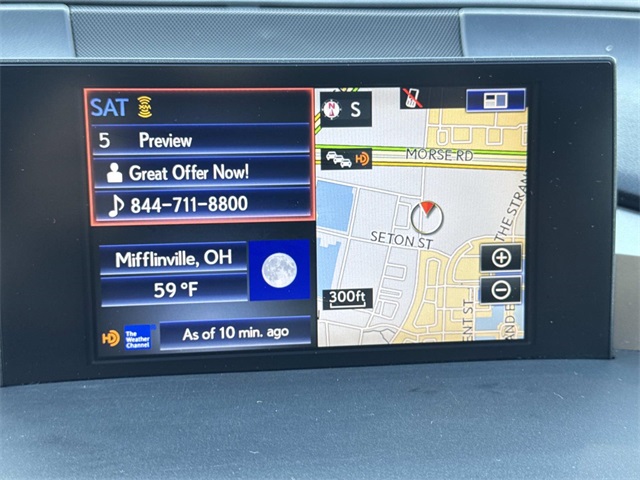 SAT XM
5 Preview
Great Offer Now!
844-711-8800
Mifflinville, OH
59 °F
HD The
Weather
Channel
As of 10 min. ago
N
S
HD
MORSE RD
SETON ST
THE STRAN
300ft
ENT ST